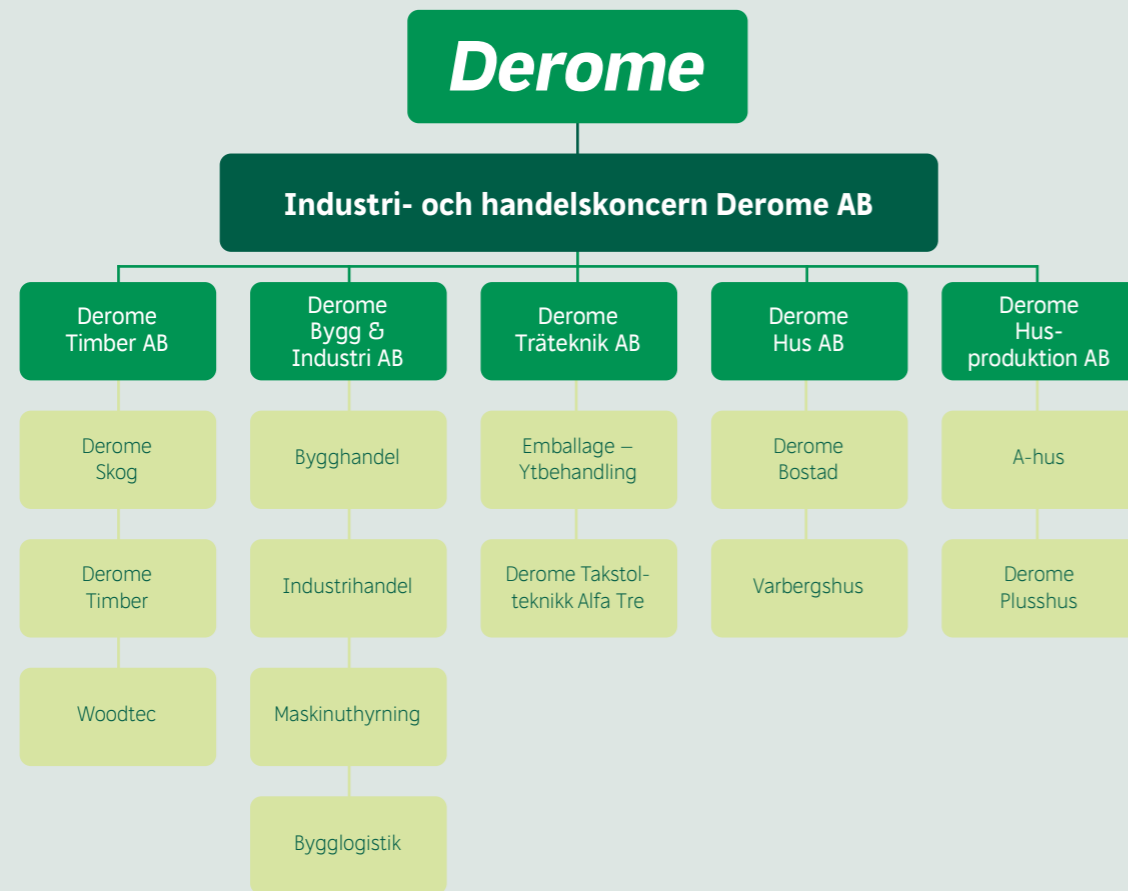 Derome
Industri- och handelskoncern Derome AB
Derome
Timber AB
Derome
Bygg &
Industri AB
Derome
Träteknik AB
Derome
Hus AB
Derome
Hus-
produktion AB
Derome
Skog
Bygghandel
Emballage –
Ytbehandling
Derome
Bostad
A-hus
Derome
Timber
Industrihandel
Derome Takstol-
teknikk Alfa Tre
Varbergshus
Derome
Plusshus
Woodtec
Maskinuthyrning
Bygglogistik